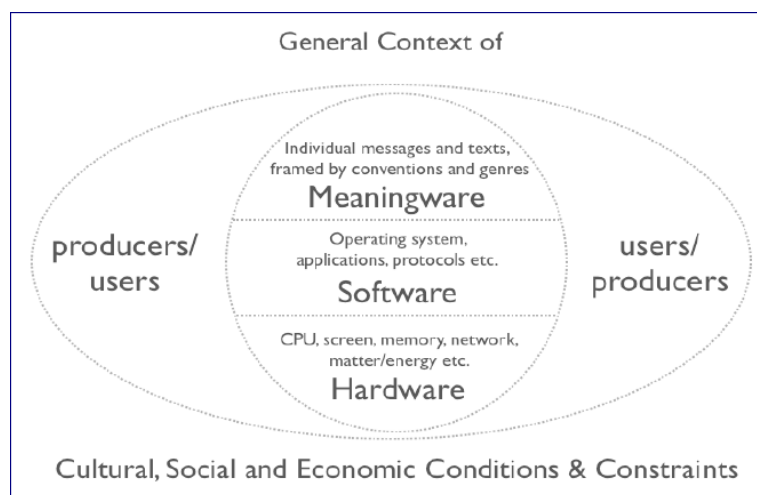 General Context of
Individual messages and texts,
framed by conventions and genres
Meaningware
producers/
users
Operating system,
applications, protocols etc.
Software
users/
producers
CPU, screen, memory, network,
matter/energy etc.
Hardware
Cultural, Social and Economic Conditions & Constraints